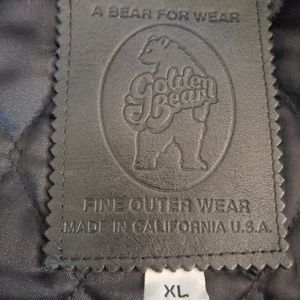 A BEAR FOR WEAR
Golden
Bear
FINE OUTER WEAR
MADE IN CALIFORNIA U.S.A.
XL